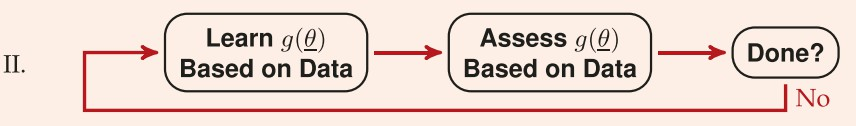 II.
Learn g(θ)
Based on Data
Assess g(θ)
Based on Data
Done?
No